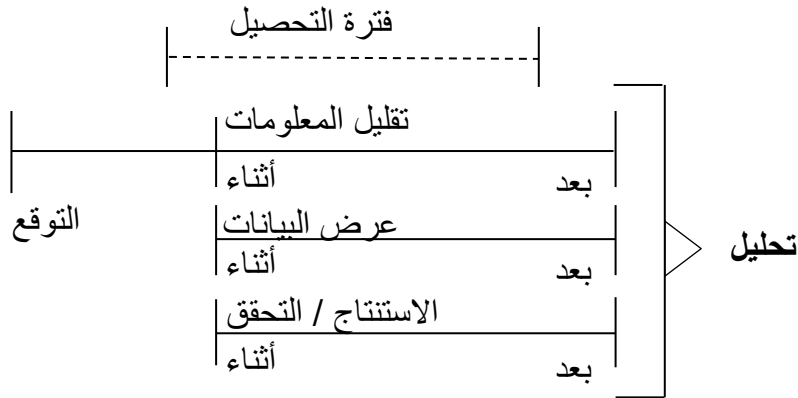 فترة التحصيل
تقليل المعلومات
أثناء
بعد
التوقع
عرض البيانات
أثناء
بعد
تحليل
الاستنتاج / التحقق
أثناء
بعد